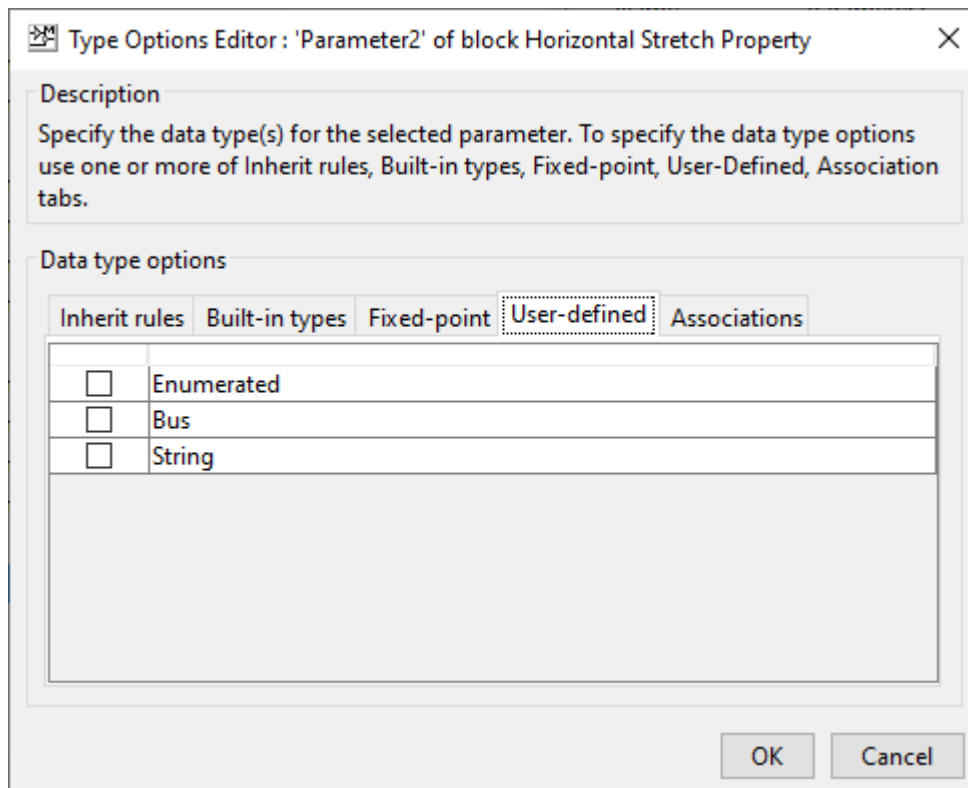 Type Options Editor : 'Parameter2' of block Horizontal Stretch Property
Description
Specify the data type(s) for the selected parameter. To specify the data type options
use one or more of Inherit rules, Built-in types, Fixed-point, User-Defined, Association
tabs.
Data type options
Inherit rules Built-in types Fixed-point User-defined Associations
Enumerated
Bus
String
OK Cancel